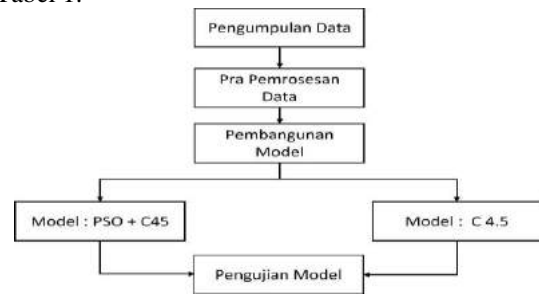 Tabel 1.
Pengumpulan Data
Pra Pemrosesan
Data
Pembangunan
Model
Model : PSO + C45
Model : C 4.5
Pengujian Model